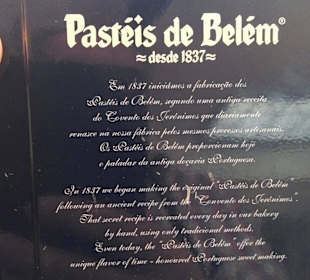 Pastéis de Belém®
≈desde 1837≈
Em 1837 iniciámos a fabricação dos
Pastéis de Belém, segundo uma antiga receita
do Convento dos Jerónimos que diariamente
renasce na nossa fábrica pelos mesmos processos artesanais.
Os Pastéis de Belém proporcionam hoje
o paladar da antiga doçaria Portuguesa.
In 1837 we began making the original "Pastéis de Belém
following an ancient recipe from the "Convento dos Jerónimos".
That secret recipe is recreated every day in our bakery
by hand, using only traditional methods.
Even today, the "Pastéis de Belém" offer the
unique flavor of time - honoured Portuguese sweet making.